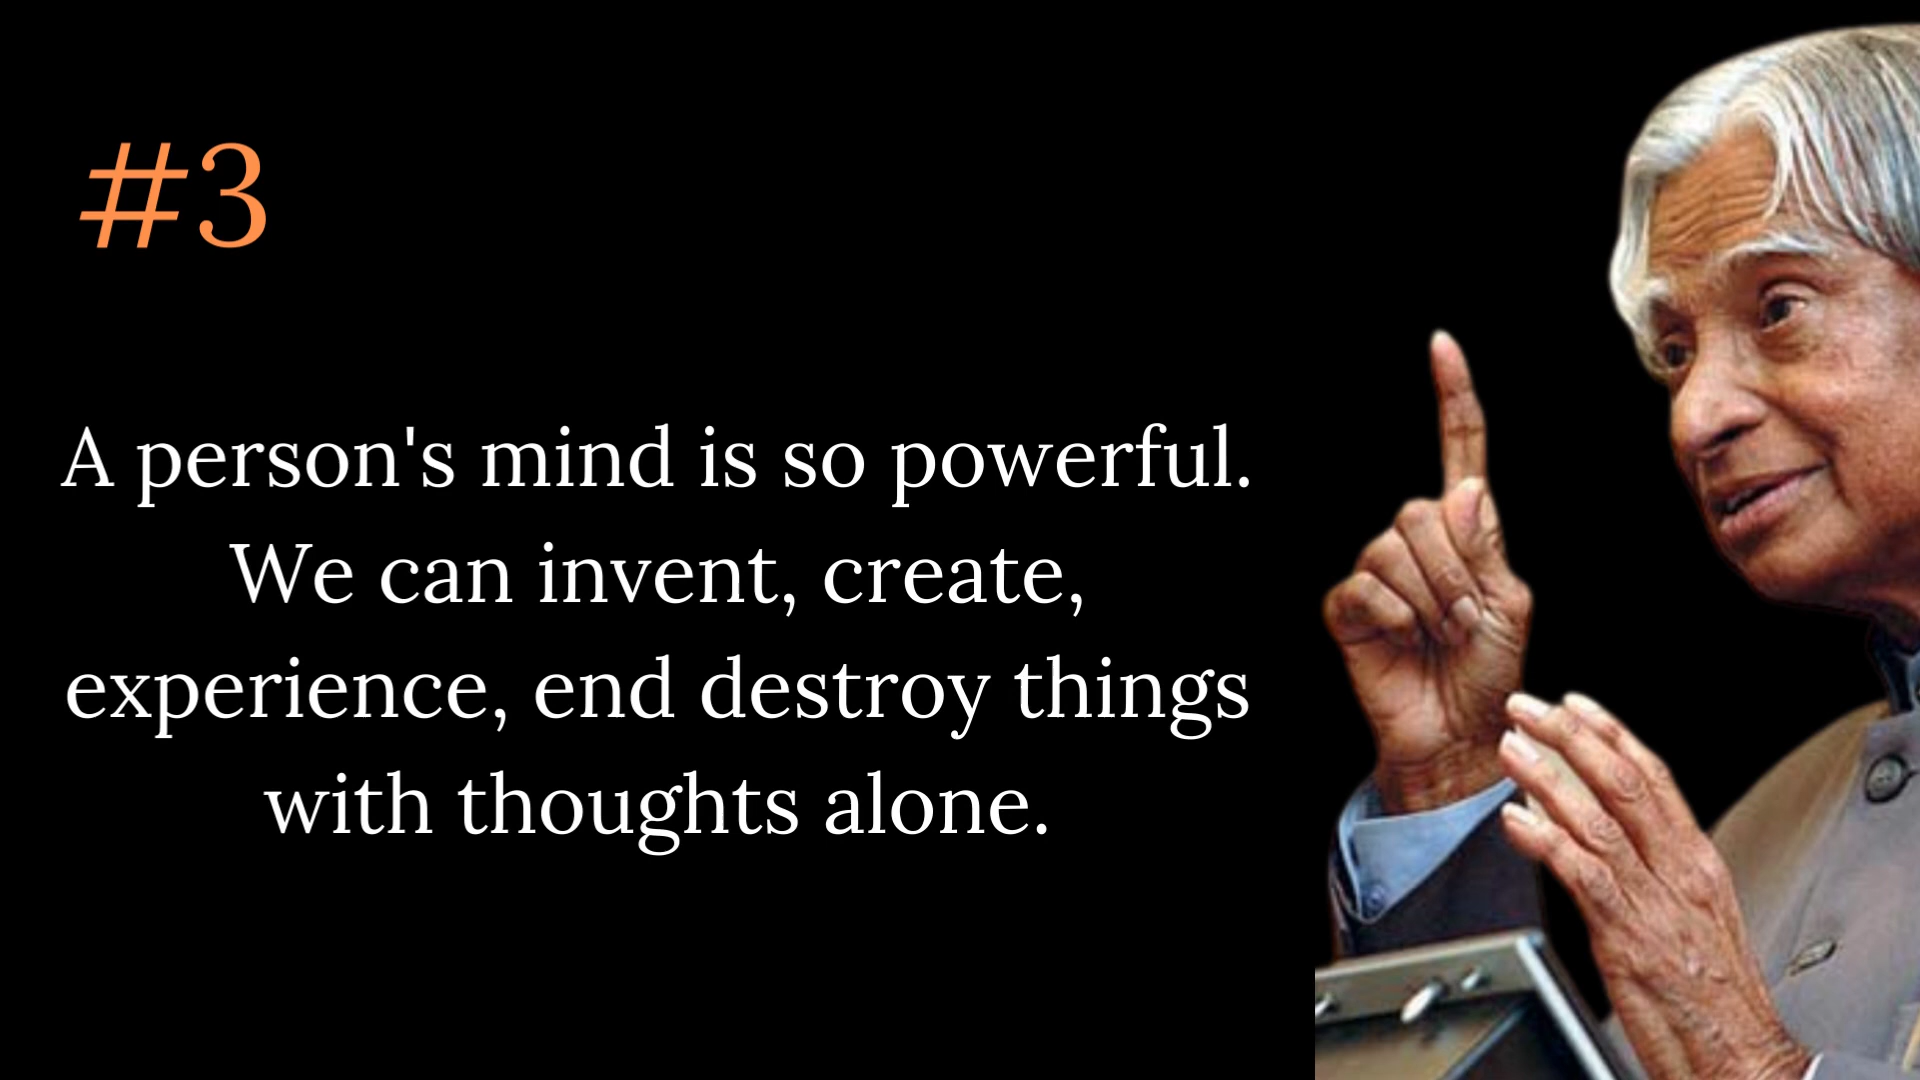 #3
A person's mind is so powerful.
We can invent, create,
experience, end destroy things
with thoughts alone.